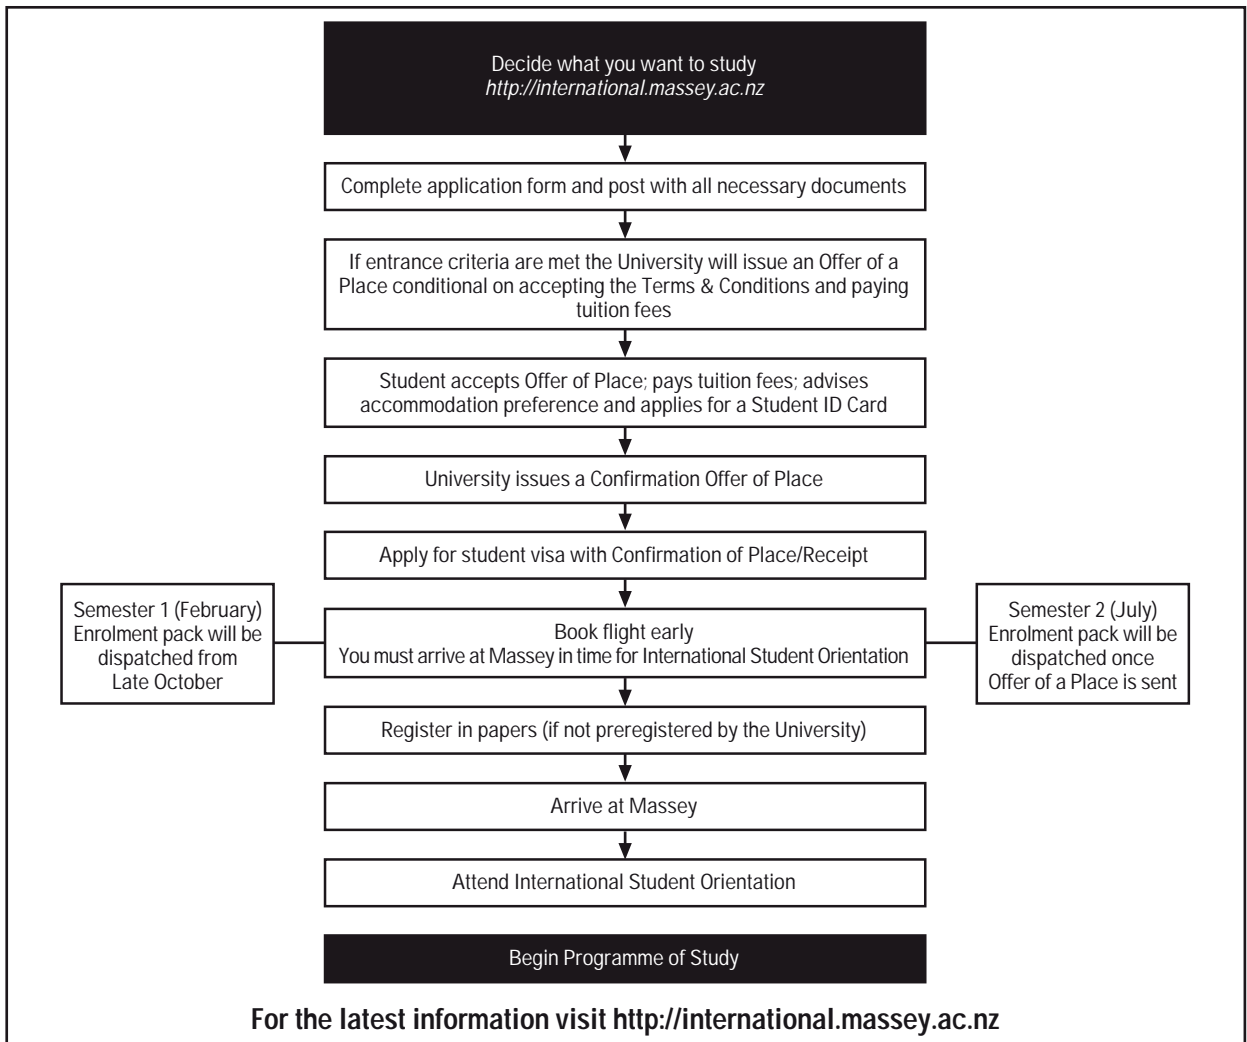 Decide what you want to study
http://international.massey.ac.nz
Complete application form and post with all necessary documents
If entrance criteria are met the University will issue an Offer of a
Place conditional on accepting the Terms & Conditions and paying
tuition fees
Student accepts Offer of Place; pays tuition fees; advises
accommodation preference and applies for a Student ID Card
University issues a Confirmation Offer of Place
Apply for student visa with Confirmation of Place/Receipt
Semester 1 (February)
Enrolment pack will be
dispatched from
Late October
Book flight early
You must arrive at Massey in time for International Student Orientation
Semester 2 (July)
Enrolment pack will be
dispatched once
Offer of a Place is sent
Register in papers (if not preregistered by the University)
Arrive at Massey
Attend International Student Orientation
Begin Programme of Study
For the latest information visit http://international.massey.ac.nz